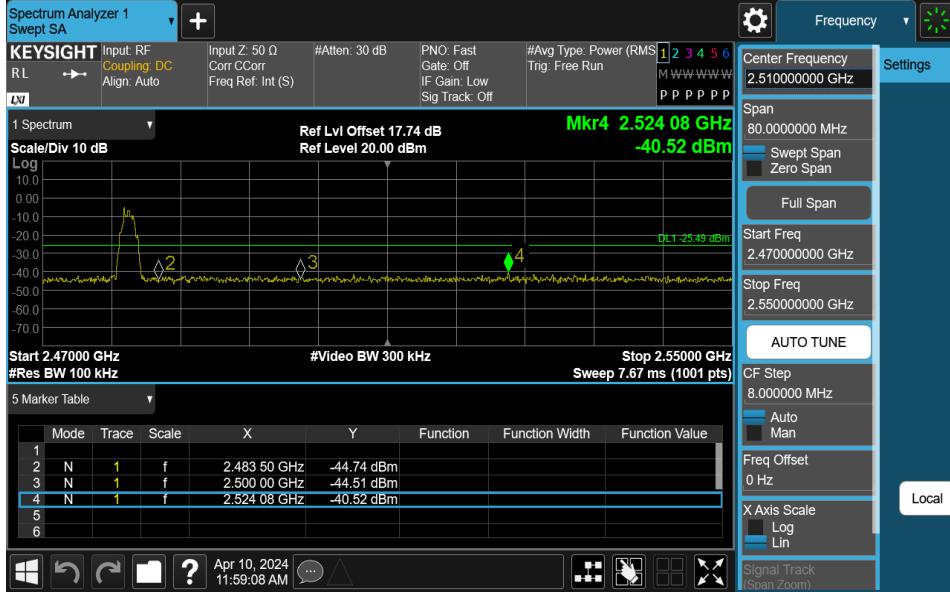 Spectrum Analyzer 1
Swept SA
Frequency
KEYSIGHT
R L
LXI
Input: RF
Coupling: DC
Align: Auto
Input Z: 50 Ω
Corr CCorr
Freq Ref: Int (S)
#Atten: 30 dB
PNO: Fast
Gate: Off
IF Gain: Low
Sig Track: Off
#Avg Type: Power (RMS
Trig: Free Run
1 2 3 4 5 6
M W W W W W
P P P P P P
1 Spectrum
Scale/Div 10 dB
Ref Lvl Offset 17.74 dB
Ref Level 20.00 dBm
Mkr4 2.524 08 GHz
-40.52 dBm
Log
10.0
0.00
-10.0
-20.0
-30.0
-40.0
-50.0
-60.0
-70.0
DL1 -25.49 dBm
2
3
4
Start 2.47000 GHz
#Video BW 300 kHz
Stop 2.55000 GHz
#Res BW 100 kHz
Sweep 7.67 ms (1001 pts)
5 Marker Table
Mode Trace Scale X Y Function Function Width Function Value
1
2 N 1 f 2.483 50 GHz -44.74 dBm
3 N 1 f 2.500 00 GHz -44.51 dBm
4 N 1 f 2.524 08 GHz -40.52 dBm
5
6
?
Apr 10, 2024
11:59:08 AM
Center Frequency
2.510000000 GHz
Settings
Span
80.0000000 MHz
Swept Span
Zero Span
Full Span
Start Freq
2.470000000 GHz
Stop Freq
2.550000000 GHz
AUTO TUNE
CF Step
8.000000 MHz
Auto
Man
Freq Offset
0 Hz
Local
X Axis Scale
Log
Lin
Signal Track
(Span Zoom)